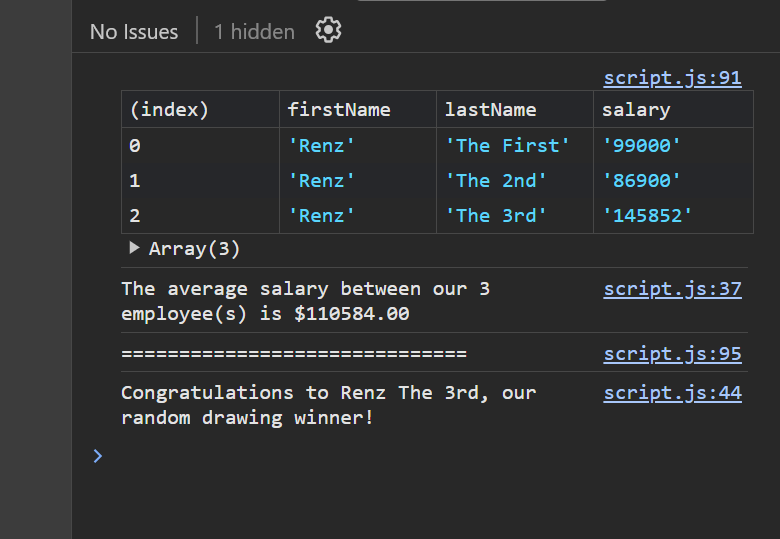 No Issues 1 hidden
script.js:91
(index) firstName lastName salary
0 'Renz' 'The First' '99000'
1 'Renz' 'The 2nd' '86900'
2 'Renz' 'The 3rd' '145852'
▶ Array(3)
The average salary between our 3 script.js:37
employee(s) is $110584.00
============================== script.js:95
Congratulations to Renz The 3rd, our script.js:44
random drawing winner!